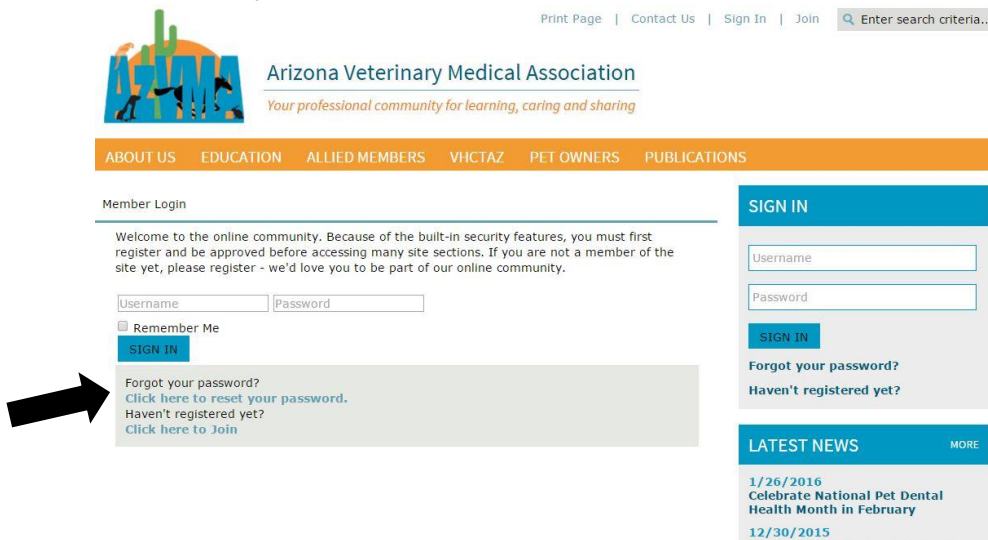 Print Page | Contact Us | Sign In | Join Enter search criteria...
AZVMA
Arizona Veterinary Medical Association
Your professional community for learning, caring and sharing
ABOUT US EDUCATION ALLIED MEMBERS VHCTAZ PET OWNERS PUBLICATIONS
Member Login
Welcome to the online community. Because of the built-in security features, you must first
register and be approved before accessing many site sections. If you are not a member of the
site yet, please register - we'd love you to be part of our online community.
Username Password
Remember Me
SIGN IN
Forgot your password?
Click here to reset your password.
Haven't registered yet?
Click here to Join
SIGN IN
Username
Password
SIGN IN
Forgot your password?
Haven't registered yet?
LATEST NEWS MORE
1/26/2016
Celebrate National Pet Dental
Health Month in February
12/30/2015